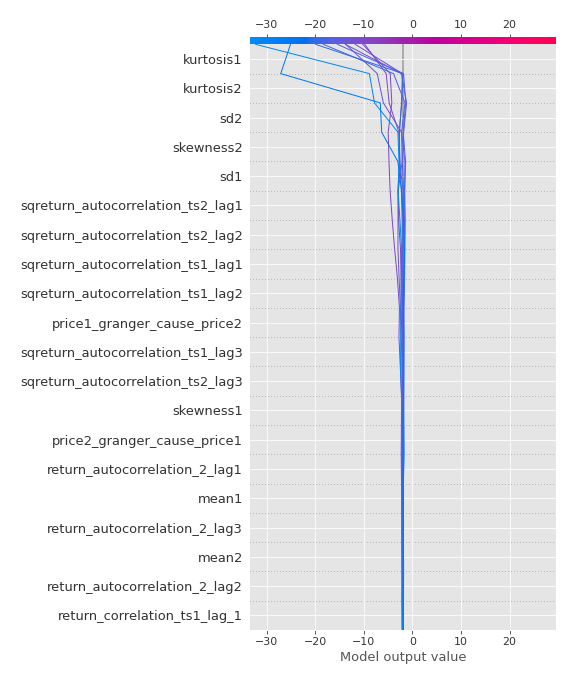 −30 −20 −10 0 10 20
kurtosis1
kurtosis2
sd2
skewness2
sd1
sqreturn_autocorrelation_ts2_lag1
sqreturn_autocorrelation_ts2_lag2
sqreturn_autocorrelation_ts1_lag1
sqreturn_autocorrelation_ts1_lag2
price1_granger_cause_price2
sqreturn_autocorrelation_ts1_lag3
sqreturn_autocorrelation_ts2_lag3
skewness1
price2_granger_cause_price1
return_autocorrelation_2_lag1
mean1
return_autocorrelation_2_lag3
mean2
return_autocorrelation_2_lag2
return_correlation_ts1_lag_1
−30 −20 −10 0 10 20
Model output value